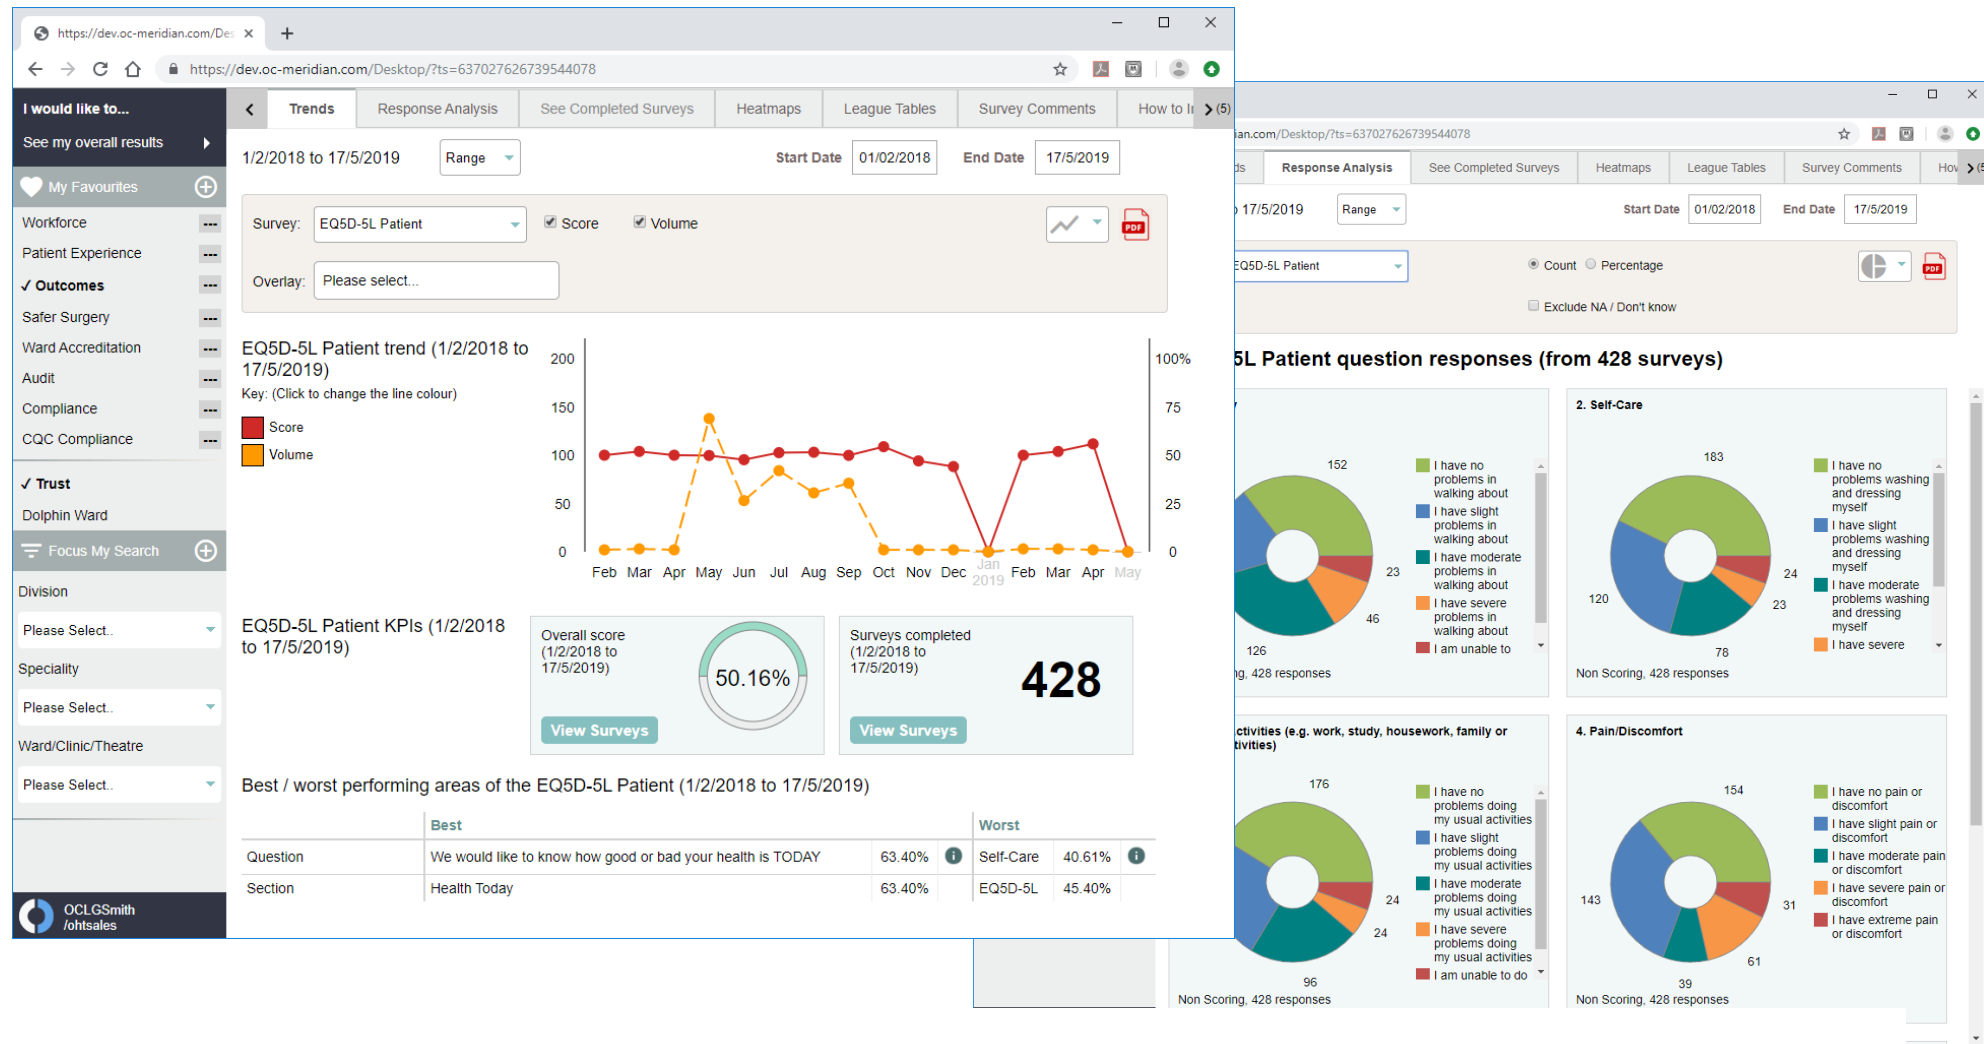 https://dev.oc-meridian.com/Des
https://dev.oc-meridian.com/Desktop/?ts=637027626739544078
I would like to...
See my overall results
My Favourites
Workforce ---
Patient Experience ---
✓ Outcomes ---
Safer Surgery ---
Ward Accreditation ---
Audit ---
Compliance ---
CQC Compliance ---
✓ Trust
Dolphin Ward
Focus My Search
Division
Please Select..
Speciality
Please Select..
Ward/Clinic/Theatre
Please Select..
OCLGSmith
/ohtsales
Trends Response Analysis See Completed Surveys Heatmaps League Tables Survey Comments How to I (5)
1/2/2018 to 17/5/2019 Range Start Date 01/02/2018 End Date 17/5/2019
Survey: EQ5D-5L Patient Score Volume PDF
Overlay: Please select...
EQ5D-5L Patient trend (1/2/2018 to
17/5/2019)
Key: (Click to change the line colour)
Score
Volume
200 100%
150 75
100 50
50 25
0 0
Feb Mar Apr May Jun Jul Aug Sep Oct Nov Dec Jan 2019 Feb Mar Apr May
EQ5D-5L Patient KPIs (1/2/2018
to 17/5/2019)
Overall score
(1/2/2018 to
17/5/2019)
50.16%
View Surveys
Surveys completed
(1/2/2018 to
17/5/2019)
428
View Surveys
Best / worst performing areas of the EQ5D-5L Patient (1/2/2018 to 17/5/2019)
Best Worst
Question We would like to know how good or bad your health is TODAY 63.40% i Self-Care 40.61% i
Section Health Today 63.40% EQ5D-5L 45.40%
ian.com/Desktop/?ts=637027626739544078
ds Response Analysis See Completed Surveys Heatmaps League Tables Survey Comments How (5
17/5/2019 Range Start Date 01/02/2018 End Date 17/5/2019
EQ5D-5L Patient Count Percentage PDF
Exclude NA / Don't know
5L Patient question responses (from 428 surveys)
y
152
23
46
126
I have no
problems in
walking about
I have slight
problems in
walking about
I have moderate
problems in
walking about
I have severe
problems in
walking about
I am unable to
ng, 428 responses
2. Self-Care
183
24
23
78
120
I have no
problems washing
and dressing
myself
I have slight
problems washing
and dressing
myself
I have moderate
problems washing
and dressing
myself
I have severe
Non Scoring, 428 responses
ctivities (e.g. work, study, housework, family or
tivities)
176
24
24
96
I have no
problems doing
my usual activities
I have slight
problems doing
my usual activities
I have moderate
problems doing
my usual activities
I have severe
problems doing
my usual activities
I am unable to do
Non Scoring, 428 responses
4. Pain/Discomfort
154
31
61
39
143
I have no pain or
discomfort
I have slight pain or
discomfort
I have moderate pain
or discomfort
I have severe pain or
discomfort
I have extreme pain
or discomfort
Non Scoring, 428 responses